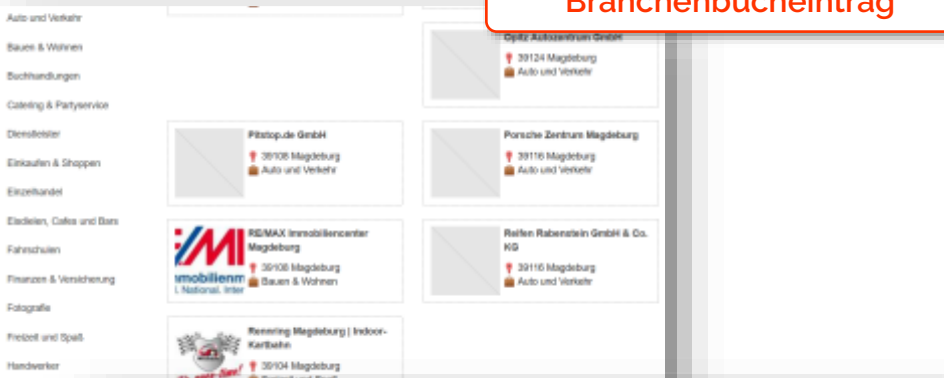 Branchenbucheintrag
Auto und Verkehr
Bauen & Wohnen
Buchhandlungen
Catering & Partyservice
Dienstleister
Einkaufen & Shoppen
Einzelhandel
Eisdielen, Cafes und Bars
Fahrschulen
Finanzen & Versicherung
Fotografie
Freizeit und Spaß
Handwerker
Opitz Autozentrum GmbH
39124 Magdeburg
Auto und Verkehr
Pitstop.de GmbH
39108 Magdeburg
Auto und Verkehr
Porsche Zentrum Magdeburg
39116 Magdeburg
Auto und Verkehr
mmobilienm
l. National. Inter
RE/MAX Immobiliencenter
Magdeburg
39108 Magdeburg
Bauen & Wohnen
Reifen Rabenstein GmbH & Co.
KG
39116 Magdeburg
Auto und Verkehr
Rennring Magdeburg | Indoor-
Kartbahn
39104 Magdeburg